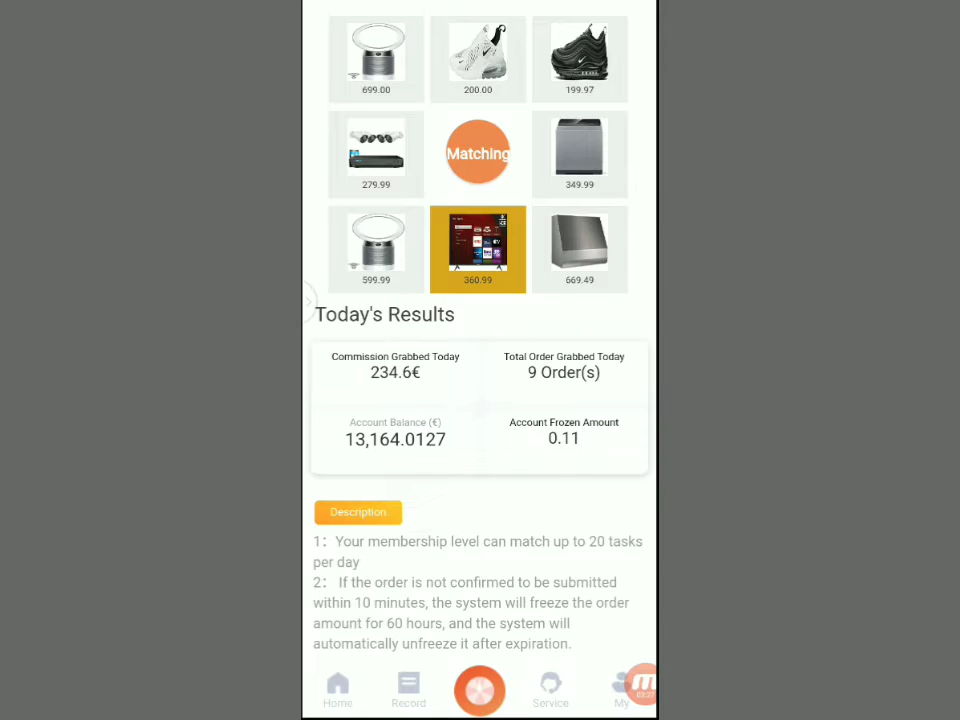 699.00
200.00
199.97
279.99
Matching
349.99
599.99
360.99
669.49
Today's Results
Commission Grabbed Today
Total Order Grabbed Today
234.6€
9 Order(s)
Account Balance (€)
Account Frozen Amount
13,164.0127
0.11
Description
1： Your membership level can match up to 20 tasks
per day
2： If the order is not confirmed to be submitted
within 10 minutes, the system will freeze the order
amount for 60 hours, and the system will
automatically unfreeze it after expiration.
Home
Record
Service
My
03:27